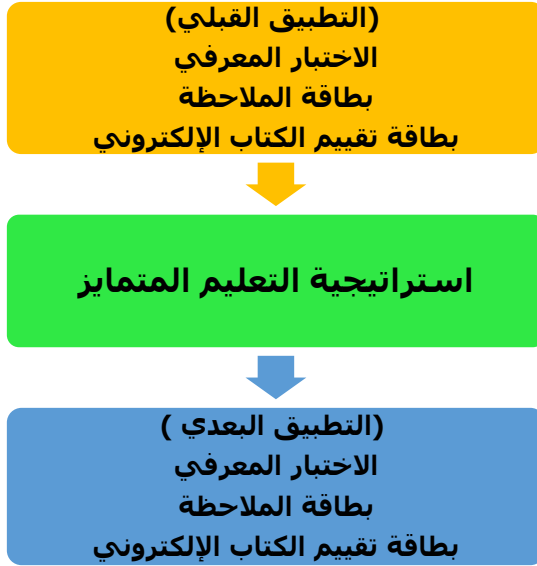 (التطبيق القبلي)
الاختبار المعرفي
بطاقة الملاحظة
بطاقة تقييم الكتاب الإلكتروني
استراتيجية التعليم المتمايز
(التطبيق البعدي )
الاختبار المعرفي
بطاقة الملاحظة
بطاقة تقييم الكتاب الإلكتروني